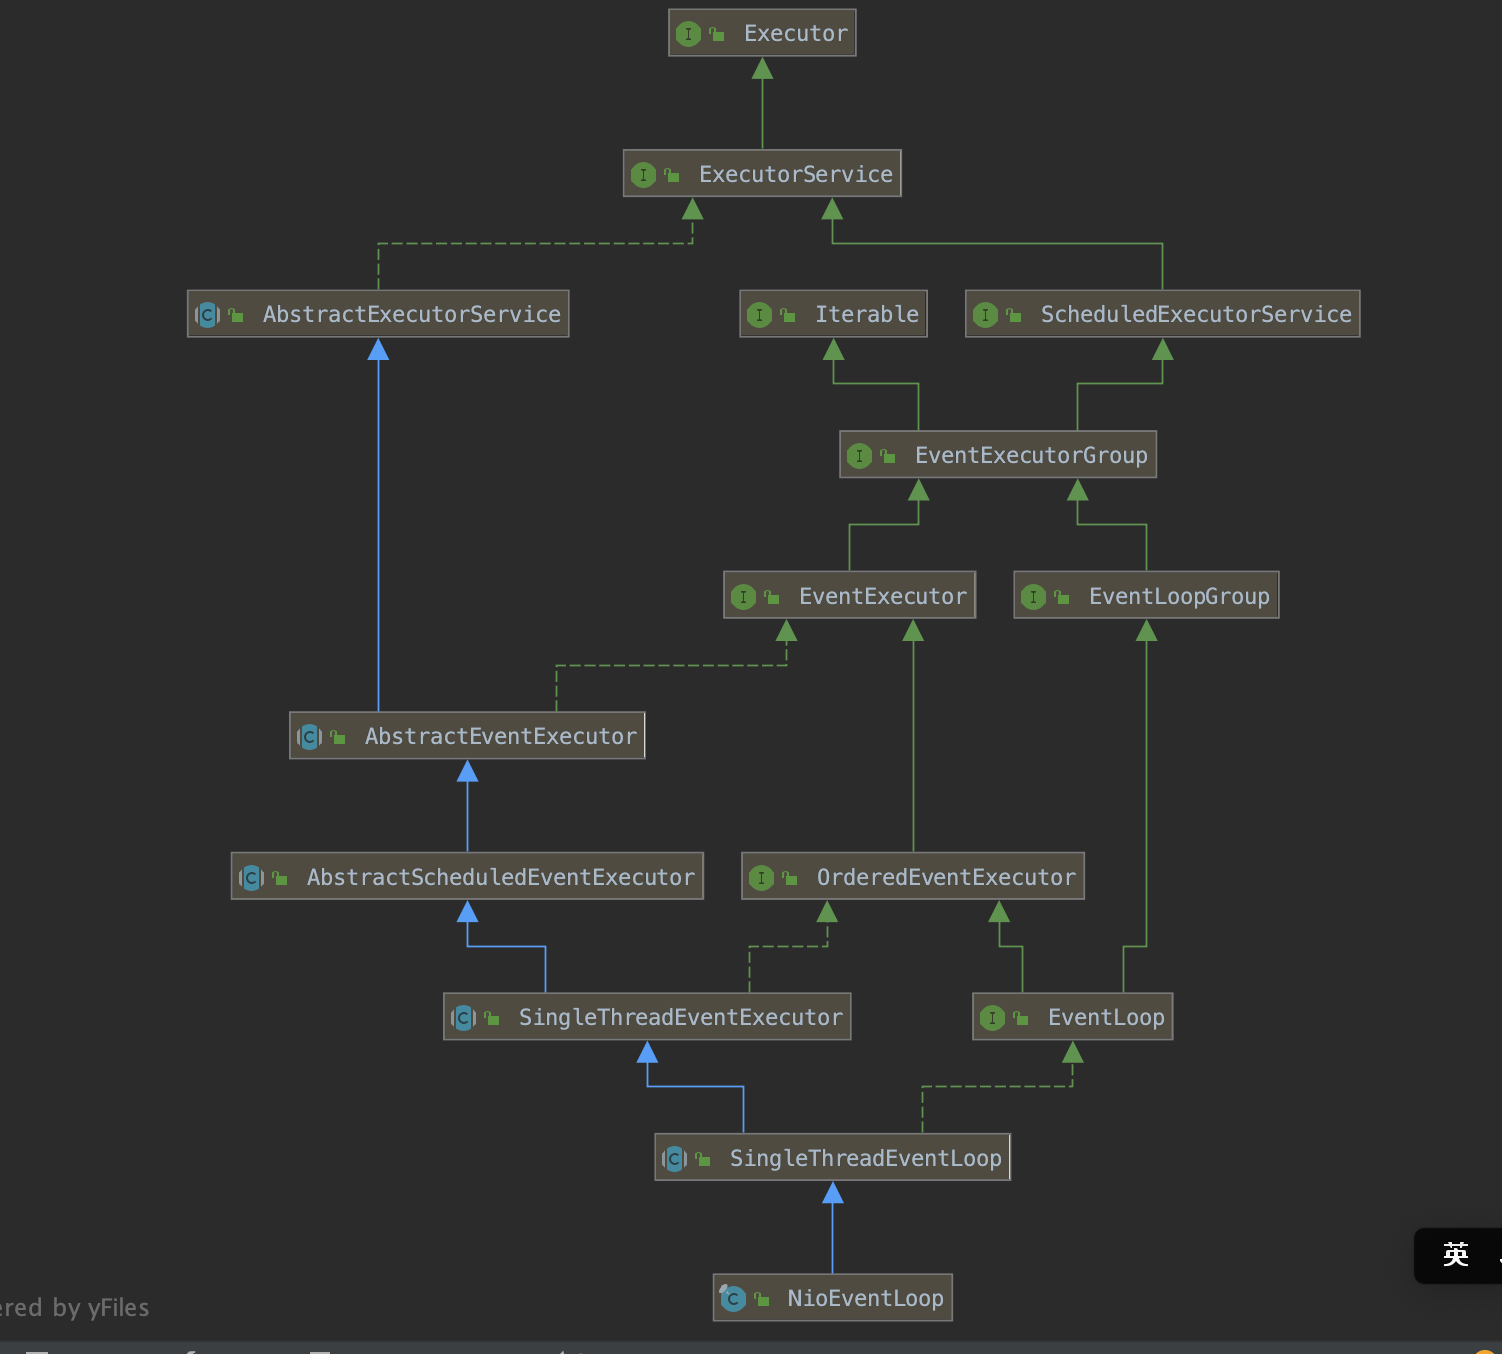 Executor
ExecutorService
AbstractExecutorService
Iterable
ScheduledExecutorService
EventExecutorGroup
EventExecutor
EventLoopGroup
AbstractEventExecutor
AbstractScheduledEventExecutor
OrderedEventExecutor
SingleThreadEventExecutor
EventLoop
SingleThreadEventLoop
英
NioEventLoop
ered by yFiles